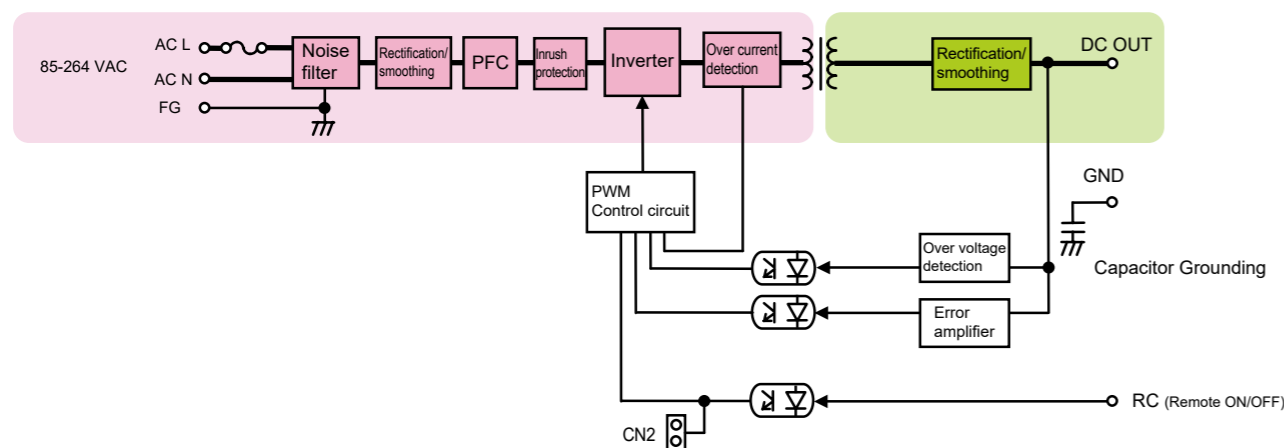 85-264 VAC
AC L
AC N
FG
Noise
filter
Rectification/
smoothing
PFC
Inrush
protection
Inverter
Over current
detection
Rectification/
smoothing
DC OUT
PWM
Control circuit
GND
Over voltage
detection
Capacitor Grounding
Error
amplifier
RC (Remote ON/OFF)
CN2